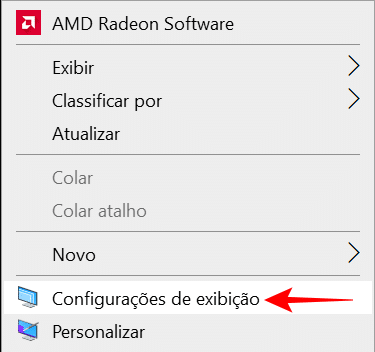 AMD Radeon Software
Exibir
Classificar por
Atualizar
Colar
Colar atalho
Novo
Configurações de exibição
Personalizar